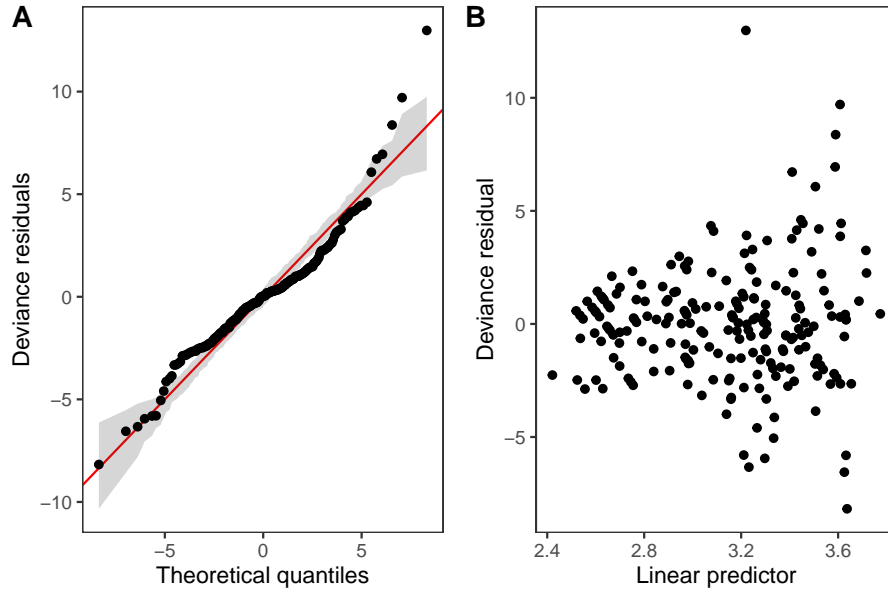 A
10
5
0
−5
−10
−5
0
5
Deviance residuals
Theoretical quantiles
B
10
5
0
−5
2.4
2.8
3.2
3.6
Deviance residual
Linear predictor